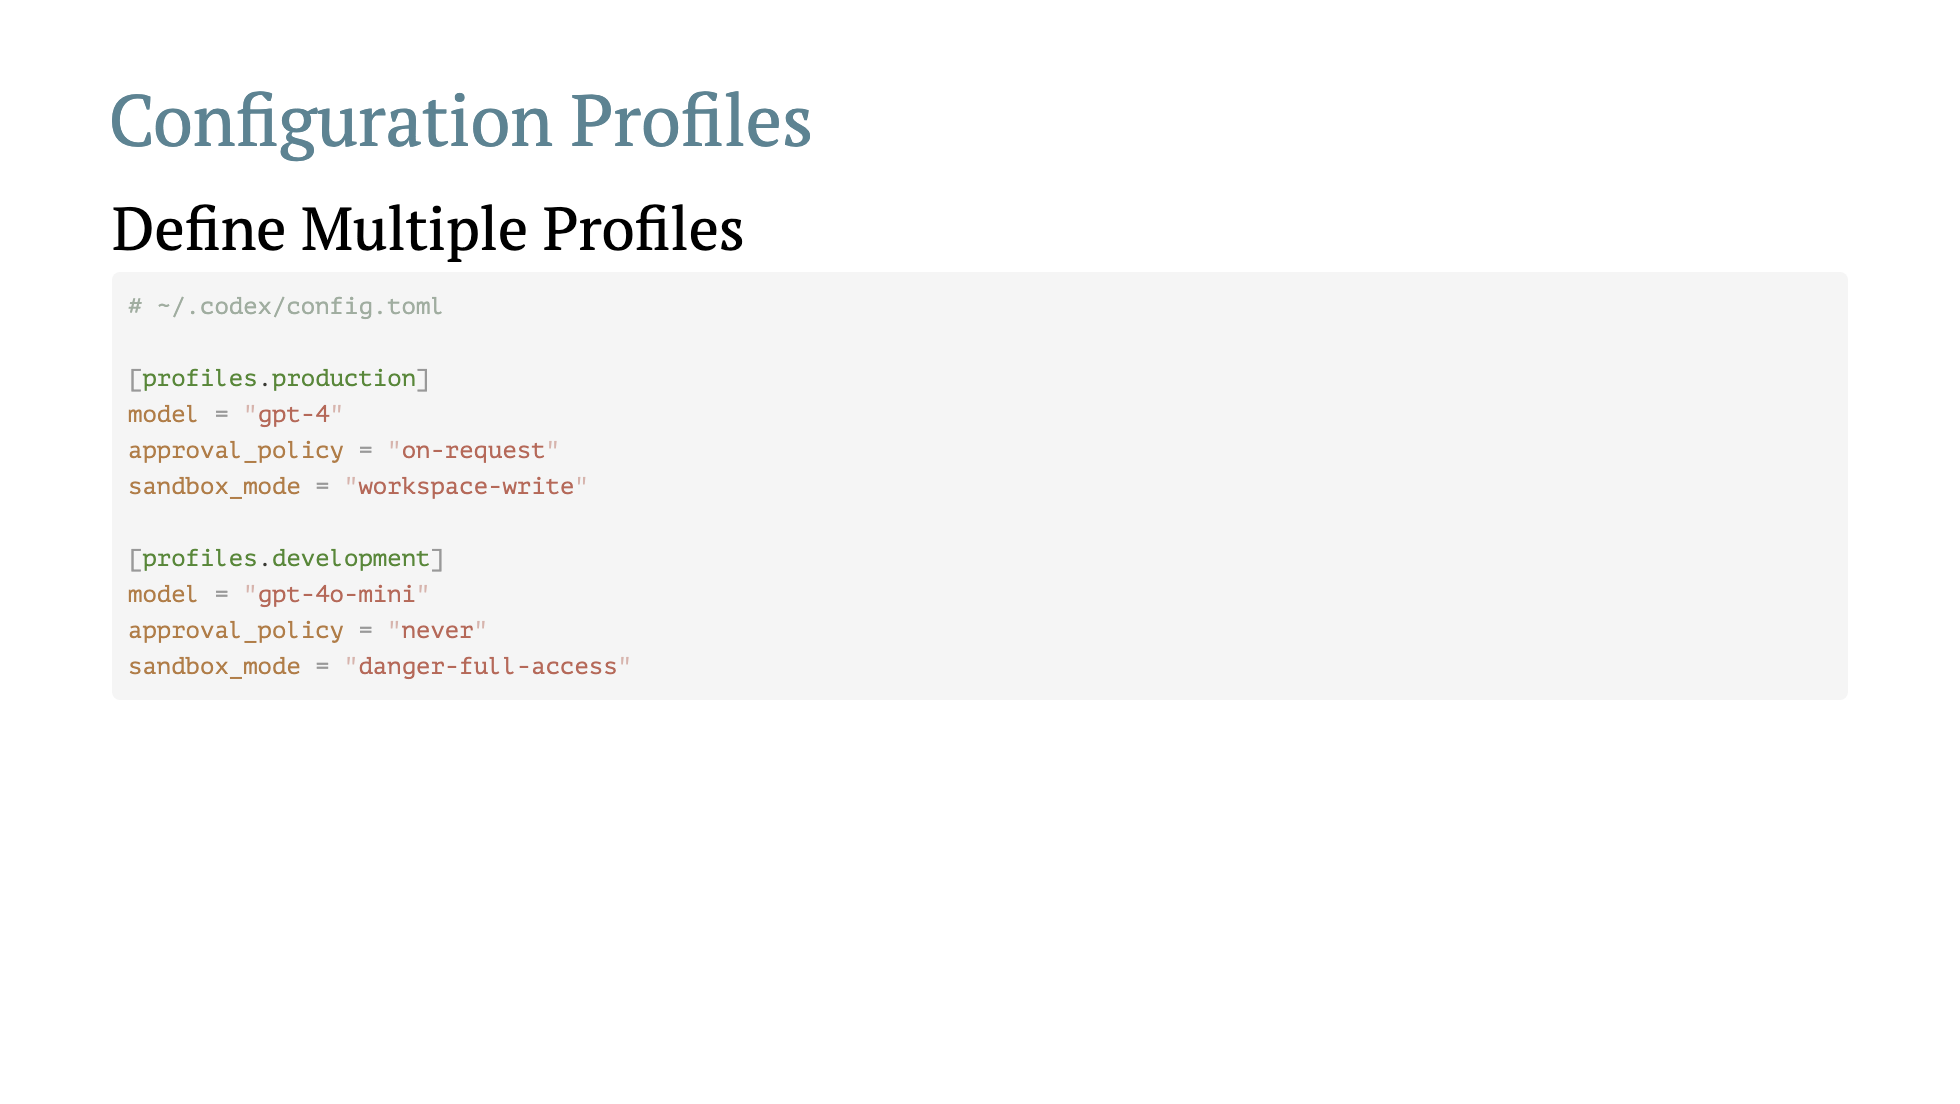 Configuration Profiles
Define Multiple Profiles
# ~/.codex/config.toml
[profiles.production]
model = "gpt-4"
approval_policy = "on-request"
sandbox_mode = "workspace-write"
[profiles.development]
model = "gpt-4o-mini"
approval_policy = "never"
sandbox_mode = "danger-full-access"